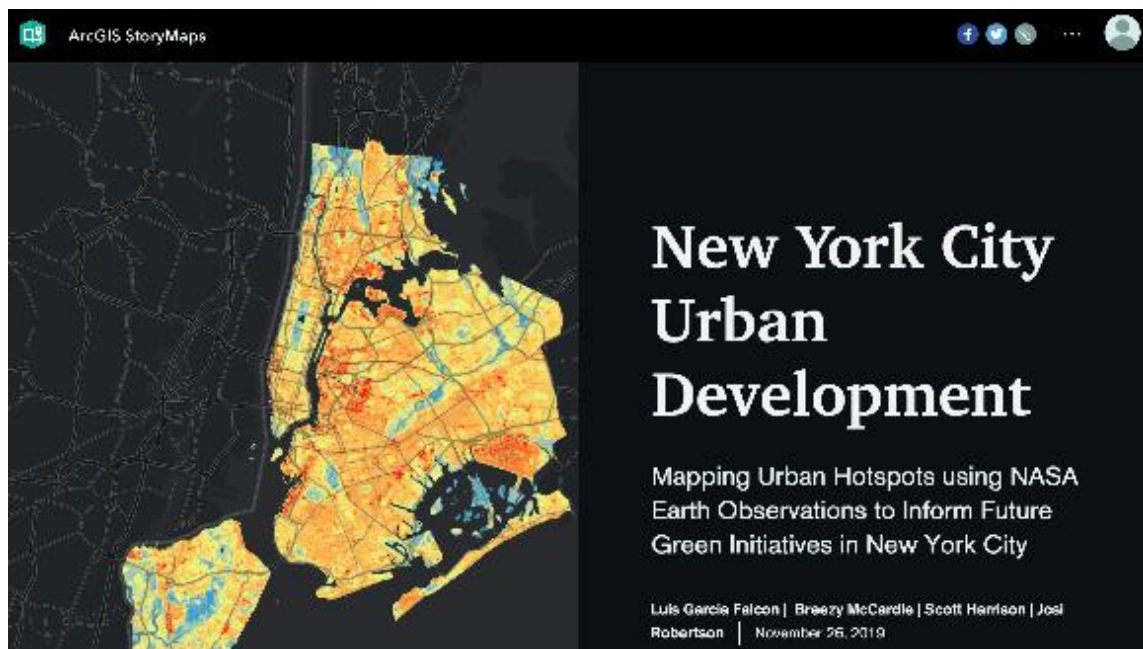 ArcGIS StoryMaps
New York City
Urban
Development
Mapping Urban Hotspots using NASA
Earth Observations to Inform Future
Green Initiatives in New York City
Luis Garcia Falcon | Breezy McCardle | Scott Harrison | Josi
Robertson | November 26, 2019